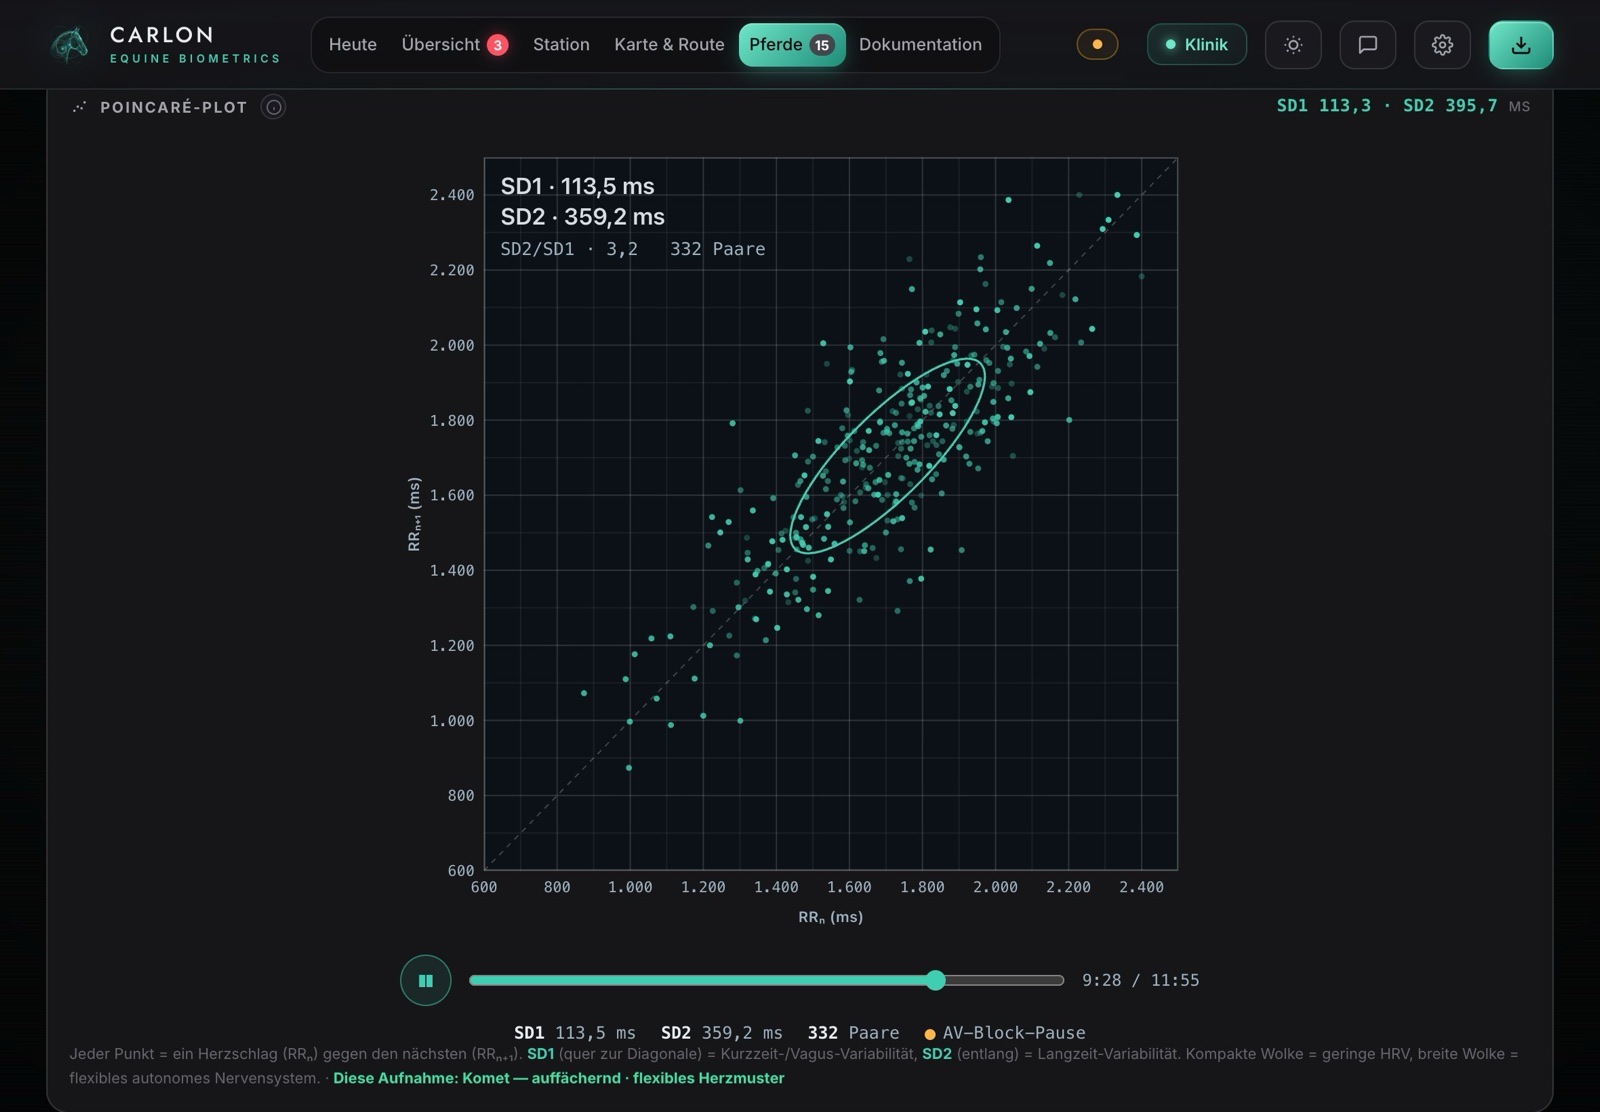 CARLON
EQUINE BIOMETRICS
Heute
Übersicht 3
Station
Karte & Route
Pferde 15
Dokumentation
Klinik
POINCARÉ-PLOT
SD1 113,3 · SD2 395,7 MS
SD1 · 113,5 ms
SD2 · 359,2 ms
SD2/SD1 · 3,2 332 Paare
2.400
2.200
2.000
1.800
1.600
1.400
1.200
1.000
800
600
RRₙ₊₁ (ms)
600 800 1.000 1.200 1.400 1.600 1.800 2.000 2.200 2.400
RRₙ (ms)
9:28 / 11:55
SD1 113,5 ms SD2 359,2 ms 332 Paare AV-Block-Pause
Jeder Punkt = ein Herzschlag (RRₙ) gegen den nächsten (RRₙ₊₁). SD1 (quer zur Diagonale) = Kurzzeit-/Vagus-Variabilität, SD2 (entlang) = Langzeit-Variabilität. Kompakte Wolke = geringe HRV, breite Wolke =
flexibles autonomes Nervensystem. · Diese Aufnahme: Komet — auffächernd · flexibles Herzmuster